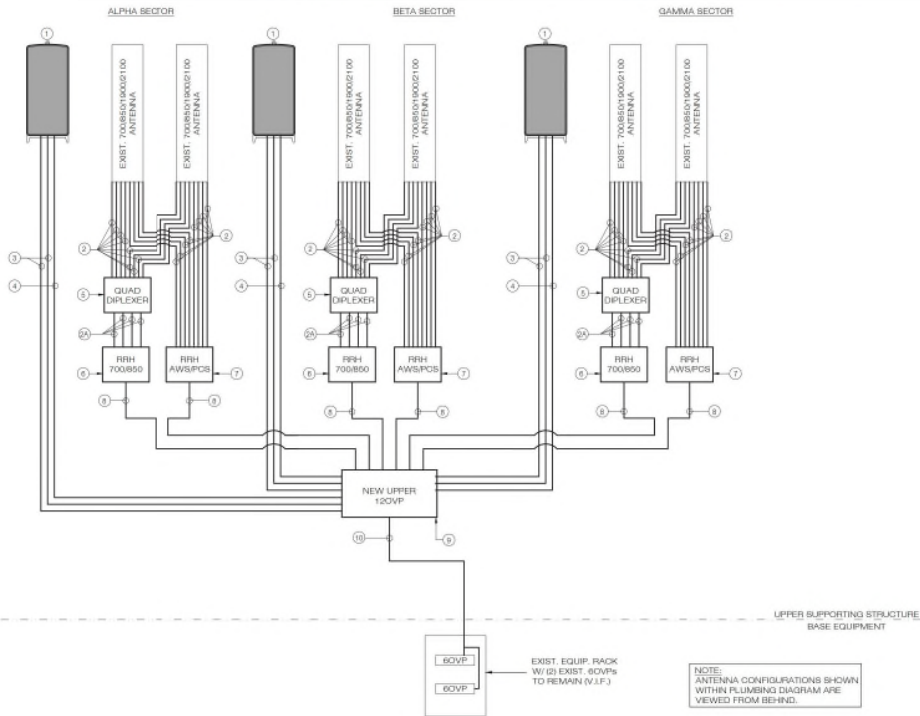 ALPHA SECTOR
BETA SECTOR
GAMMA SECTOR
1
1
1
EXIST. 700/850/1900/2100
ANTENNA
EXIST. 700/850/1900/2100
ANTENNA
EXIST. 700/850/1900/2100
ANTENNA
EXIST. 700/850/1900/2100
ANTENNA
EXIST. 700/850/1900/2100
ANTENNA
EXIST. 700/850/1900/2100
ANTENNA
2
2
2
2
2
2
3
3
3
4
4
4
5
QUAD
DIPLEXER
5
QUAD
DIPLEXER
5
QUAD
DIPLEXER
2A
2A
2A
6
RRH
700/850
RRH
AWS/PCS
7
6
RRH
700/850
RRH
AWS/PCS
7
6
RRH
700/850
RRH
AWS/PCS
7
8
8
8
8
8
8
NEW UPPER
12OVP
10
9
UPPER SUPPORTING STRUCTURE
BASE EQUIPMENT
6OVP
6OVP
EXIST. EQUIP. RACK
W/ (2) EXIST. 6OVPs
TO REMAIN (V.I.F.)
NOTE:
ANTENNA CONFIGURATIONS SHOWN
WITHIN PLUMBING DIAGRAM ARE
VIEWED FROM BEHIND.